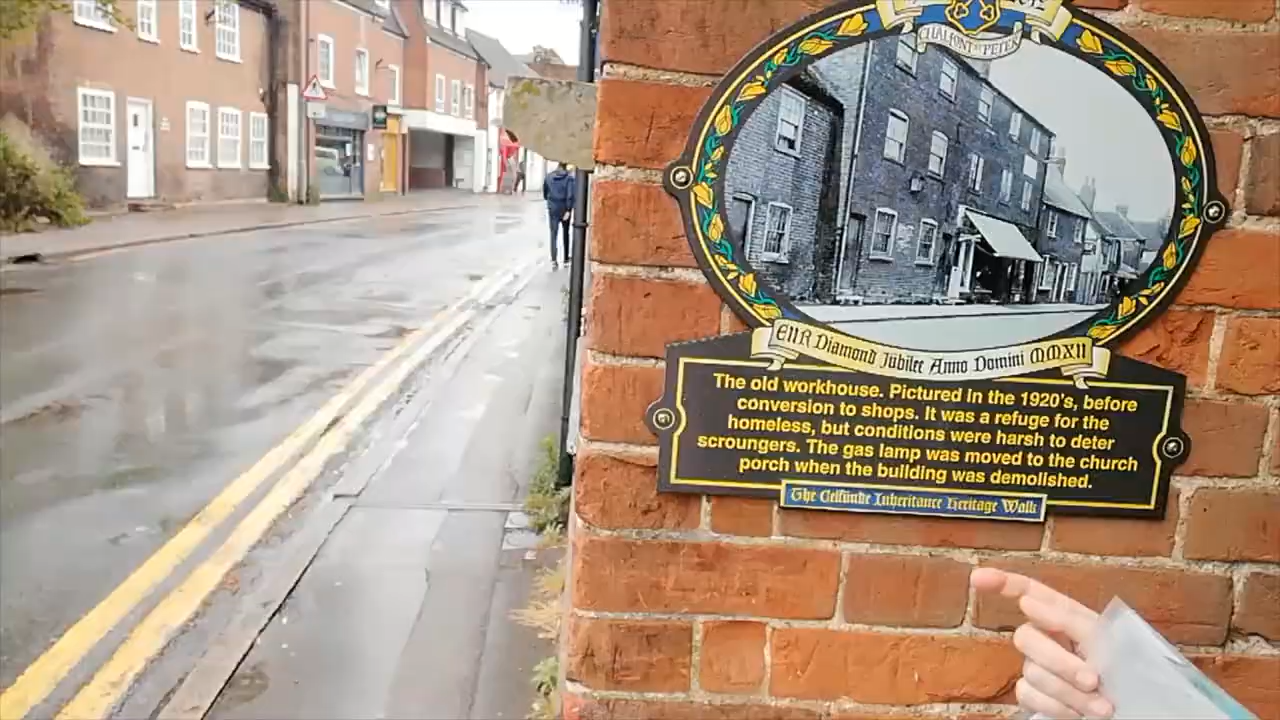 CHALFONT ST PETER
EIIR Diamond Jubilee Anno Domini MMXII
The old workhouse. Pictured in the 1920's, before
conversion to shops. It was a refuge for the
homeless, but conditions were harsh to deter
scroungers. The gas lamp was moved to the church
porch when the building was demolished.
The Celfunde Inheritance Heritage Walk